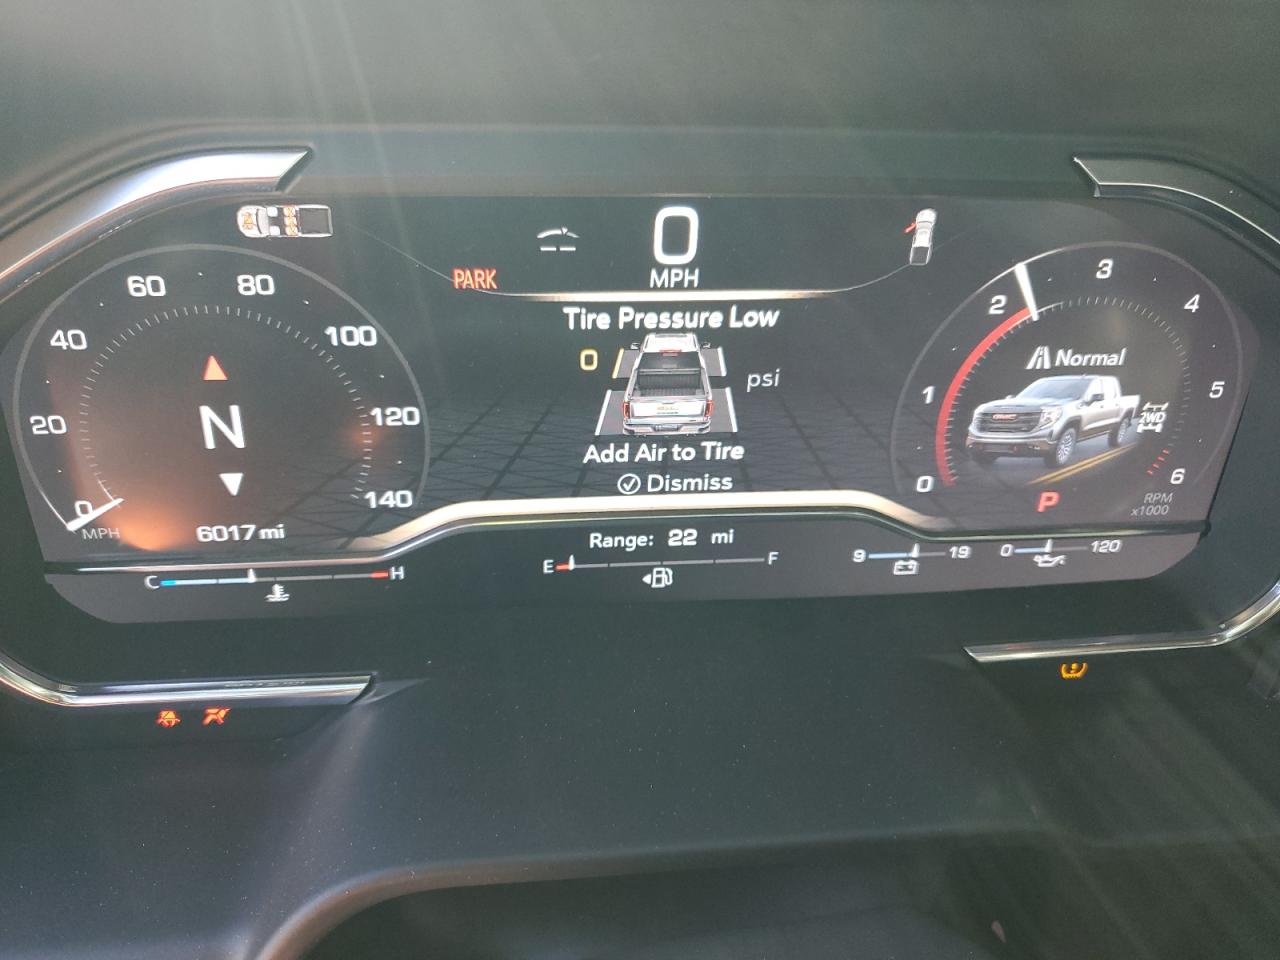 0
MPH
PARK
Tire Pressure Low
0
psi
Add Air to Tire
Dismiss
0
20
40
60
80
100
120
140
MPH
N
6017 mi
0
1
2
3
4
5
6
RPM
x1000
Normal
GMC
2WD
P
C
H
Range: 22 mi
E
F
9
19
0
120